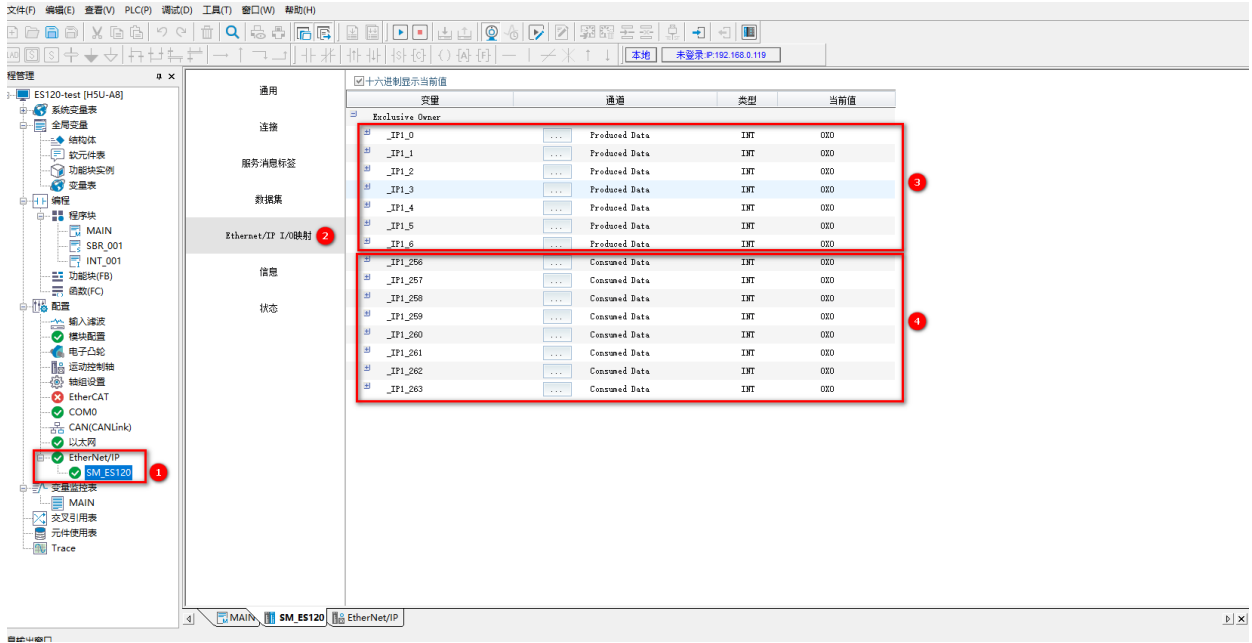 文件(F) 编辑(E) 查看(V) PLC(P) 调试(D) 工具(T) 窗口(W) 帮助(H)
本地 未登录:IP:192.168.0.119
程管理
ES120-test [H5U-A8]
系统变量表
全局变量
结构体
软元件表
功能块实例
变量表
编程
程序块
MAIN
SBR_001
INT_001
功能块(FB)
函数(FC)
配置
输入滤波
模块配置
电子凸轮
运动控制轴
轴组设置
EtherCAT
COM0
CAN(CANLink)
以太网
EtherNet/IP
SM_ES120 1
变量监控表
MAIN
交叉引用表
元件使用表
Trace
通用
连接
服务消息标签
数据集
Ethernet/IP I/O映射 2
信息
状态
十六进制显示当前值
变量 通道 类型 当前值
Exclusive Owner
_IP1_0 ... Produced Data INT 0X0
_IP1_1 ... Produced Data INT 0X0
_IP1_2 ... Produced Data INT 0X0
_IP1_3 ... Produced Data INT 0X0
3
_IP1_4 ... Produced Data INT 0X0
_IP1_5 ... Produced Data INT 0X0
_IP1_6 ... Produced Data INT 0X0
_IP1_256 ... Consumed Data INT 0X0
_IP1_257 ... Consumed Data INT 0X0
_IP1_258 ... Consumed Data INT 0X0
_IP1_259 ... Consumed Data INT 0X0
4
_IP1_260 ... Consumed Data INT 0X0
_IP1_261 ... Consumed Data INT 0X0
_IP1_262 ... Consumed Data INT 0X0
_IP1_263 ... Consumed Data INT 0X0
MAIN SM_ES120 EtherNet/IP